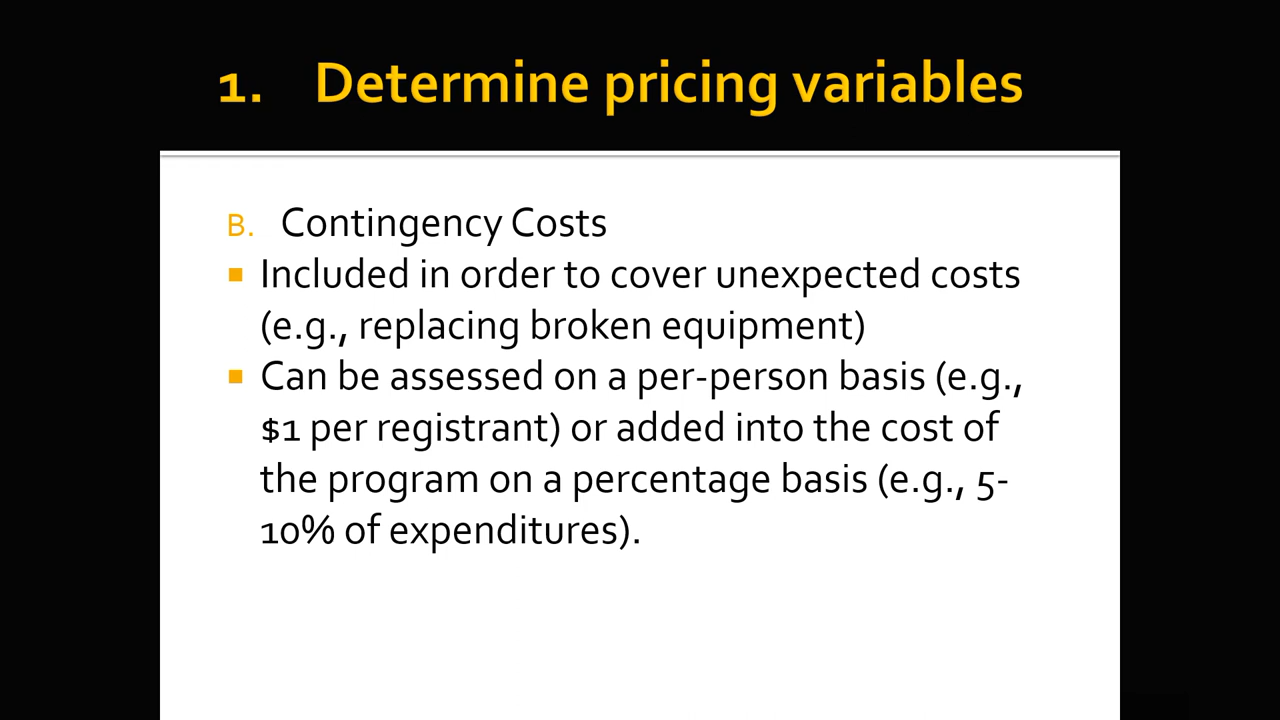 1. Determine pricing variables
B. Contingency Costs
▪ Included in order to cover unexpected costs
(e.g., replacing broken equipment)
▪ Can be assessed on a per-person basis (e.g.,
$1 per registrant) or added into the cost of
the program on a percentage basis (e.g., 5-
10% of expenditures).